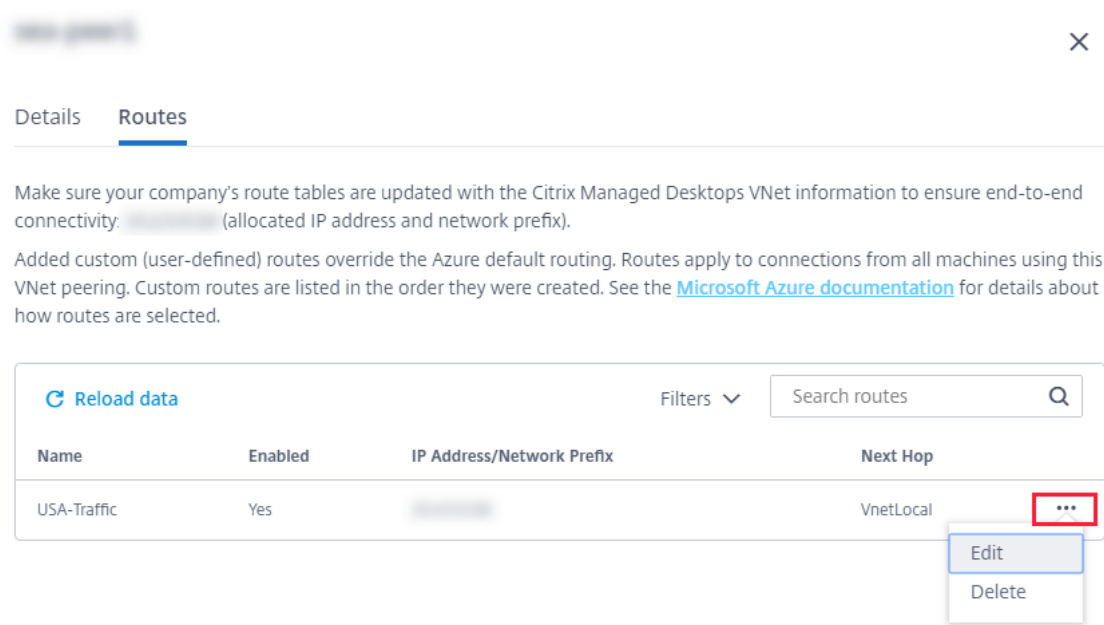 Details Routes
Make sure your company's route tables are updated with the Citrix Managed Desktops VNet information to ensure end-to-end
connectivity: (allocated IP address and network prefix).
Added custom (user-defined) routes override the Azure default routing. Routes apply to connections from all machines using this
VNet peering. Custom routes are listed in the order they were created. See the Microsoft Azure documentation for details about
how routes are selected.
Reload data Filters Search routes
Name Enabled IP Address/Network Prefix Next Hop
USA-Traffic Yes VnetLocal •••
Edit
Delete